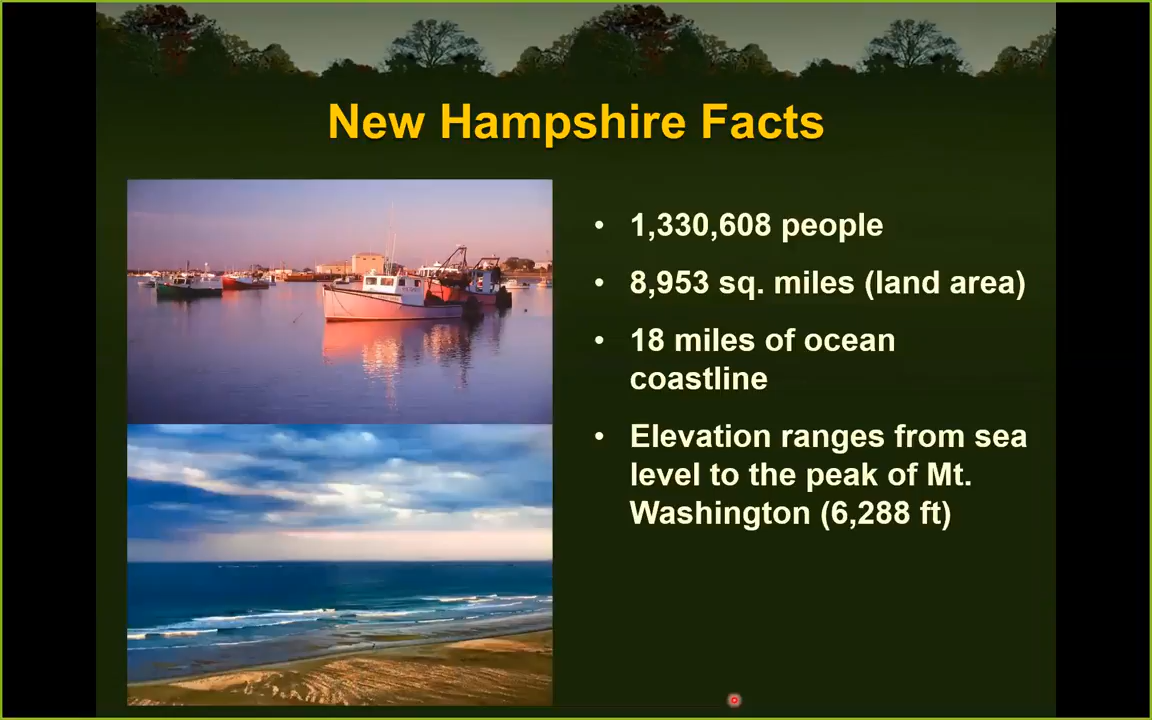 New Hampshire Facts
• 1,330,608 people
• 8,953 sq. miles (land area)
• 18 miles of ocean
coastline
• Elevation ranges from sea
level to the peak of Mt.
Washington (6,288 ft)